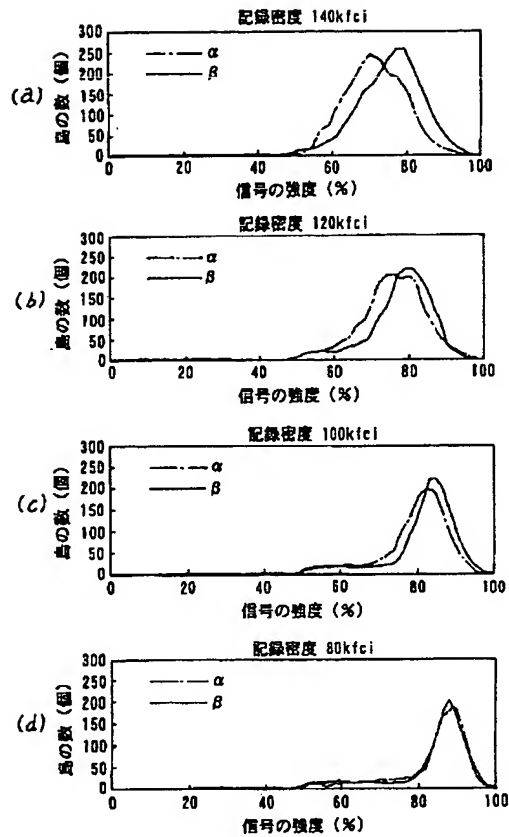 記録密度 140kfci
(a)
島の数 (個)
300
250
200
150
100
50
0
α
β
0 20 40 60 80 100
信号の強度 (%)
記録密度 120kfci
(b)
島の数 (個)
300
250
200
150
100
50
0
α
β
0 20 40 60 80 100
信号の強度 (%)
記録密度 100kfci
(c)
島の数 (個)
300
250
200
150
100
50
0
α
β
0 20 40 60 80 100
信号の強度 (%)
記録密度 80kfci
(d)
島の数 (個)
300
250
200
150
100
50
0
α
β
0 20 40 60 80 100
信号の強度 (%)